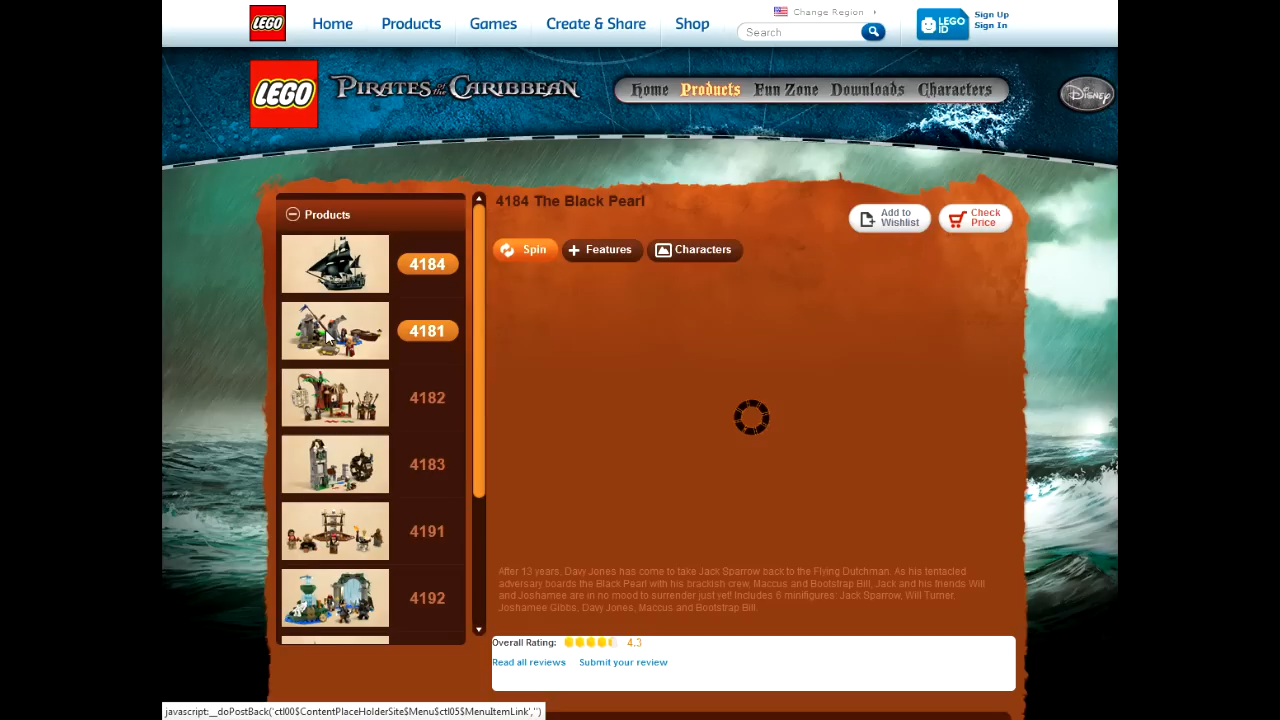 LEGO
Home
Products
Games
Create & Share
Shop
Change Region
Search
LEGO ID
Sign Up
Sign In
LEGO
PIRATES of the CARIBBEAN
Home
Products
Fun Zone
Downloads
Characters
Disney
Products
4184
4181
4182
4183
4191
4192
4184 The Black Pearl
Add to
Wishlist
Check
Price
Spin
Features
Characters
After 13 years, Davy Jones has come to take Jack Sparrow back to the Flying Dutchman. As his tentacled
adversary boards the Black Pearl with his brackish crew, Maccus and Bootstrap Bill, Jack and his friends Will
and Joshamee are in no mood to surrender just yet! Includes 6 minifigures: Jack Sparrow, Will Turner,
Joshamee Gibbs, Davy Jones, Maccus and Bootstrap Bill.
Overall Rating:
4.3
Read all reviews
Submit your review
javascript:__doPostBack('ctl00$ContentPlaceHolderSite$Menu$ctl05$MenuItemLink','')